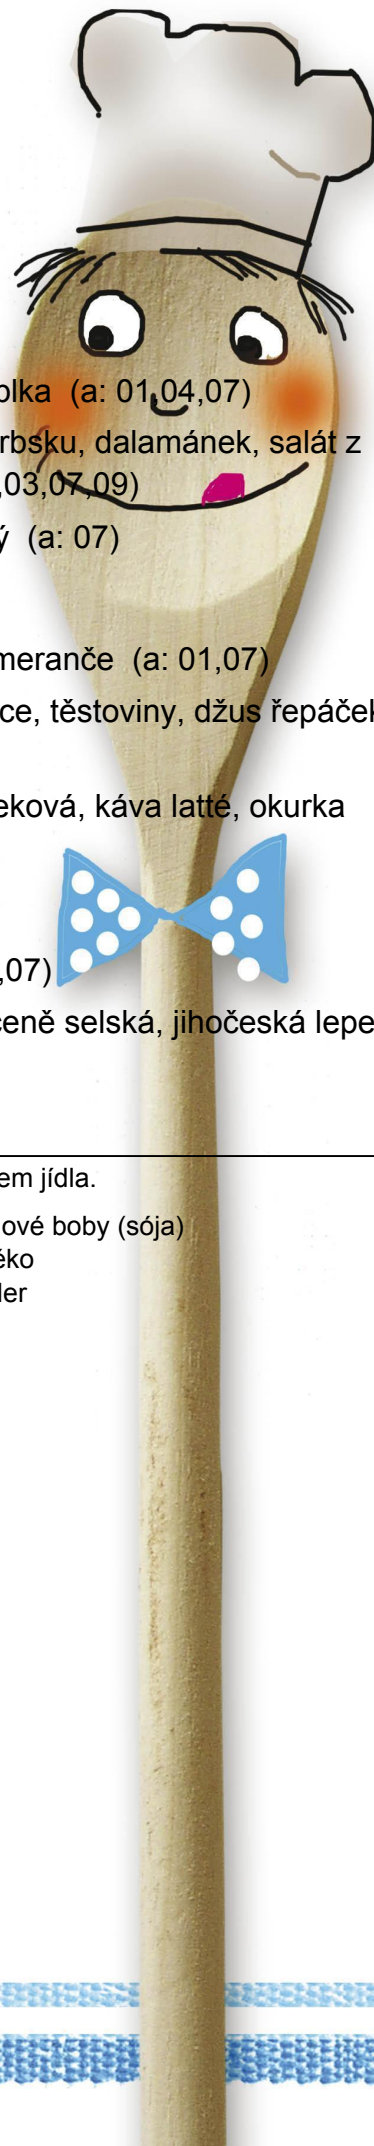 olka (a: 01,04,07)
rbsku, dalamánek, salát z
,03,07,09)
ý (a: 07)
meranče (a: 01,07)
ce, těstoviny, džus řepáček
eková, káva latté, okurka
,07)
čeně selská, jihočeská lepe
em jídla.
ové boby (sója)
éko
ler